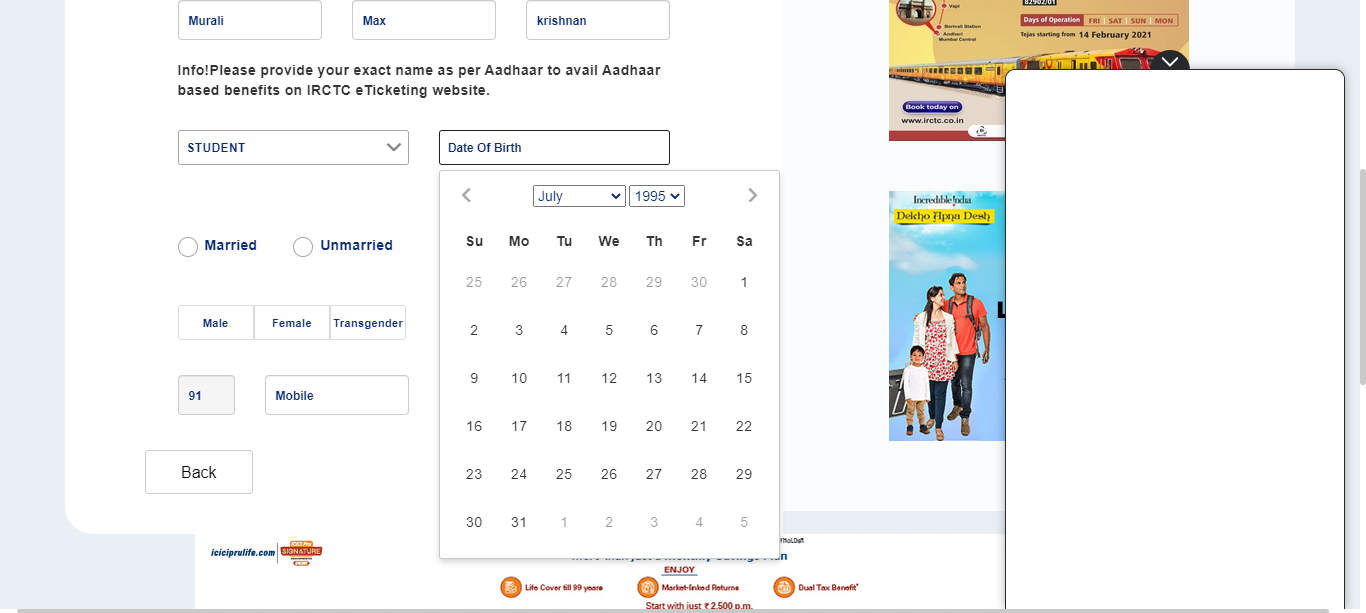 Murali Max krishnan
Info!Please provide your exact name as per Aadhaar to avail Aadhaar
based benefits on IRCTC eTicketing website.
STUDENT Date Of Birth
July 1995
Su Mo Tu We Th Fr Sa
25 26 27 28 29 30 1
2 3 4 5 6 7 8
9 10 11 12 13 14 15
16 17 18 19 20 21 22
23 24 25 26 27 28 29
30 31 1 2 3 4 5
Married Unmarried
Male Female Transgender
91 Mobile
Back
Vapi
Borivali Station
Andheri
Mumbai Central
82902/01
Days of Operation FRI SAT SUN MON
Tejas starting from 14 February 2021
Book today on
www.irctc.co.in
Incredible India
Dekho Apna Desh
iciciprulife.com
SIGNATURE
ENJOY
Life Cover till 99 years Market-linked Returns Dual Tax Benefit*
Start with just ₹ 2,500 p.m.